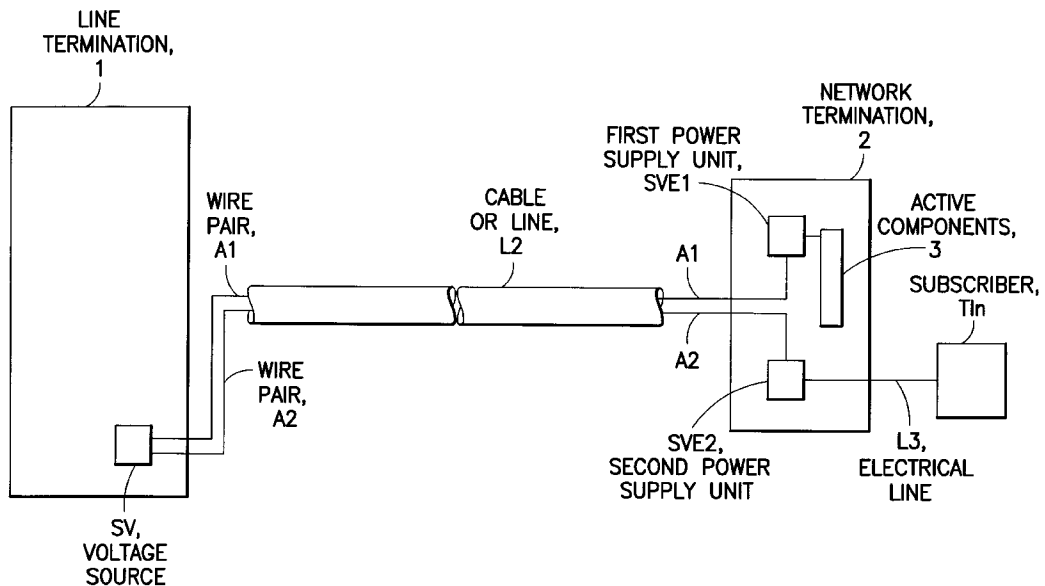 LINE
TERMINATION,
1
NETWORK
TERMINATION,
2
FIRST POWER
SUPPLY UNIT,
SVE1
WIRE
PAIR,
A1
CABLE
OR LINE,
L2
A1
ACTIVE
COMPONENTS,
3
SUBSCRIBER,
TIn
A2
WIRE
PAIR,
A2
SVE2,
SECOND POWER
SUPPLY UNIT
L3,
ELECTRICAL
LINE
SV,
VOLTAGE
SOURCE